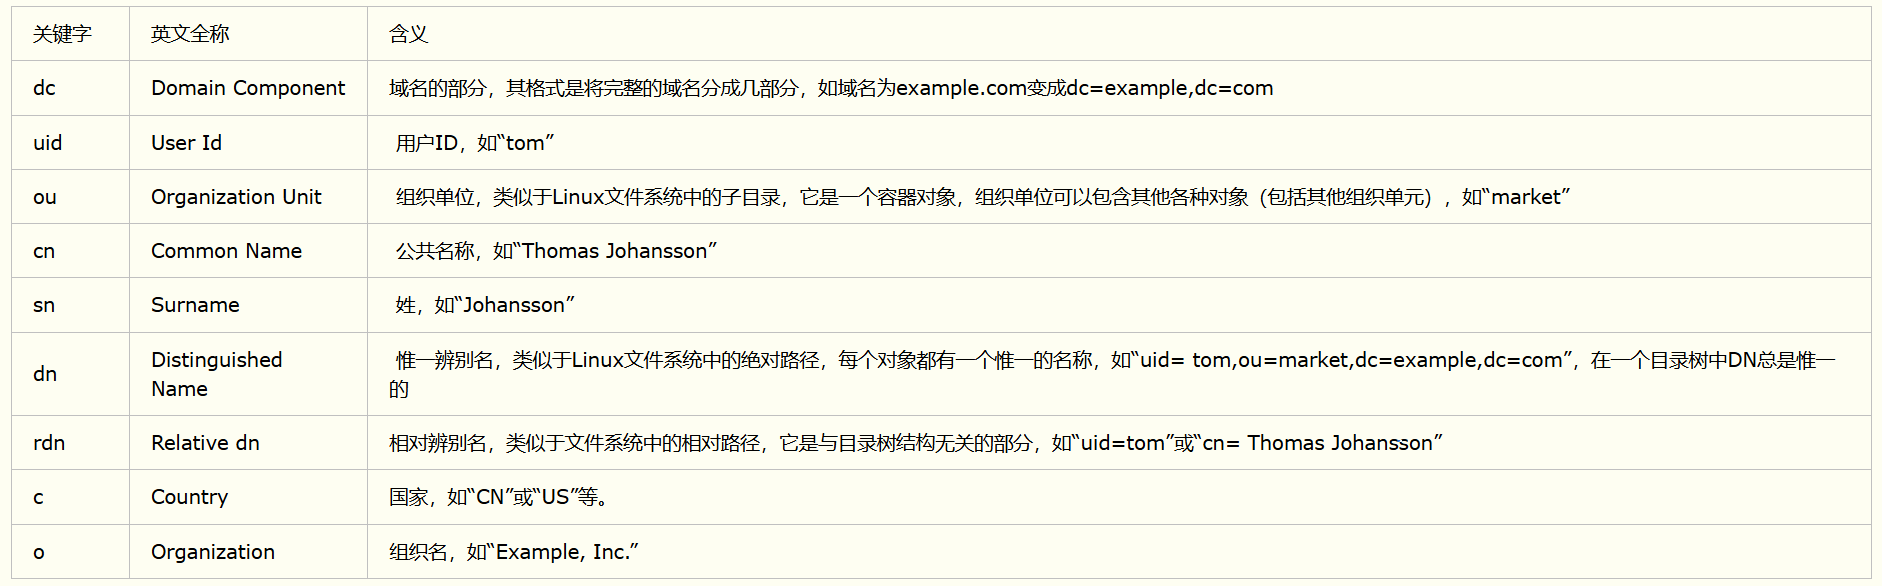 关键字 英文全称 含义
dc Domain Component 域名的部分，其格式是将完整的域名分成几部分，如域名为example.com变成dc=example,dc=com
uid User Id 用户ID，如“tom”
ou Organization Unit 组织单位，类似于Linux文件系统中的子目录，它是一个容器对象，组织单位可以包含其他各种对象（包括其他组织单元），如“market”
cn Common Name 公共名称，如“Thomas Johansson”
sn Surname 姓，如“Johansson”
dn Distinguished Name 惟一辨别名，类似于Linux文件系统中的绝对路径，每个对象都有一个惟一的名称，如“uid= tom,ou=market,dc=example,dc=com”，在一个目录树中DN总是惟一
的
rdn Relative dn 相对辨别名，类似于文件系统中的相对路径，它是与目录树结构无关的部分，如“uid=tom”或“cn= Thomas Johansson”
c Country 国家，如“CN”或“US”等。
o Organization 组织名，如“Example, Inc.”